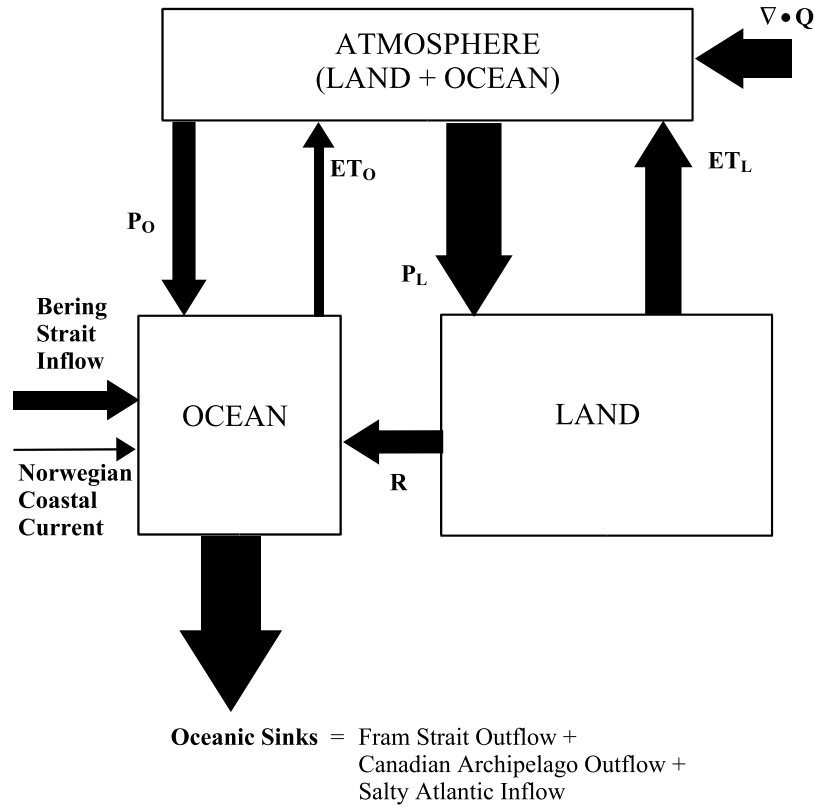 ∇•Q
ATMOSPHERE
(LAND + OCEAN)
ET_O
ET_L
P_O
P_L
Bering
Strait
Inflow
OCEAN
LAND
Norwegian
Coastal
Current
R
Oceanic Sinks = Fram Strait Outflow +
Canadian Archipelago Outflow +
Salty Atlantic Inflow